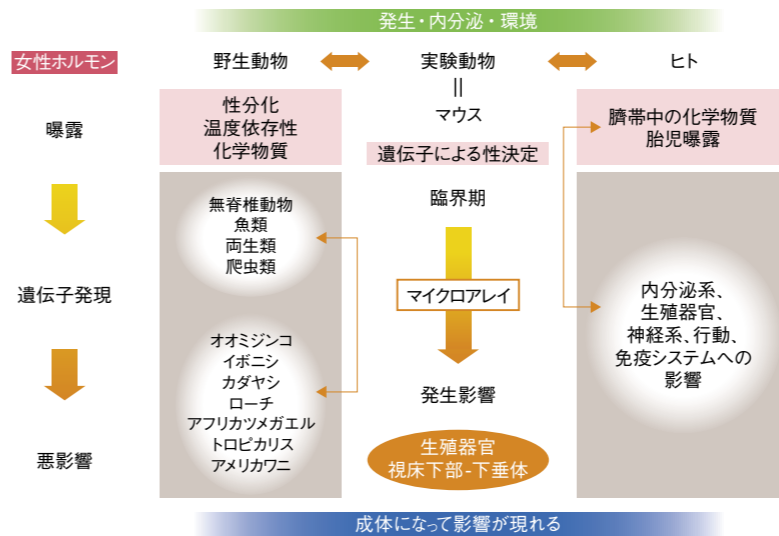 発生・内分泌・環境
女性ホルモン
野生動物
実験動物
ヒト
=
マウス
曝露
性分化
温度依存性
化学物質
遺伝子による性決定
臍帯中の化学物質
胎児曝露
臨界期
無脊椎動物
魚類
両生類
爬虫類
遺伝子発現
マイクロアレイ
内分泌系、
生殖器官、
神経系、行動、
免疫システムへの
影響
オオミジンコ
イボニシ
カダヤシ
ローチ
アフリカツメガエル
トロピカリス
アメリカワニ
発生影響
悪影響
生殖器官
視床下部-下垂体
成体になって影響が現れる